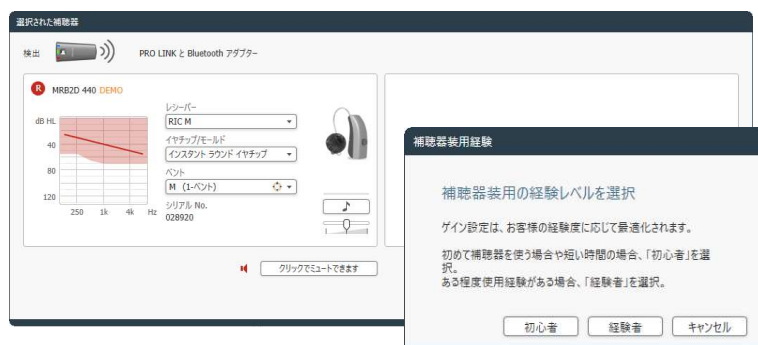 選択された補聴器
検出
PRO LINK と Bluetooth アダプター
R
MRB2D 440 DEMO
レシーバー
RIC M
イヤチップ/モールド
インスタント ラウンド イヤチップ
ベント
M (1-ベント)
シリアル No.
028920
dB HL
40
80
120
250 1k 4k Hz
クリックでミュートできます
補聴器装用経験
補聴器装用の経験レベルを選択
ゲイン設定は、お客様の経験度に応じて最適化されます。
初めて補聴器を使う場合や短い時間の場合、「初心者」を選
択。
ある程度使用経験がある場合、「経験者」を選択。
初心者 経験者 キャンセル